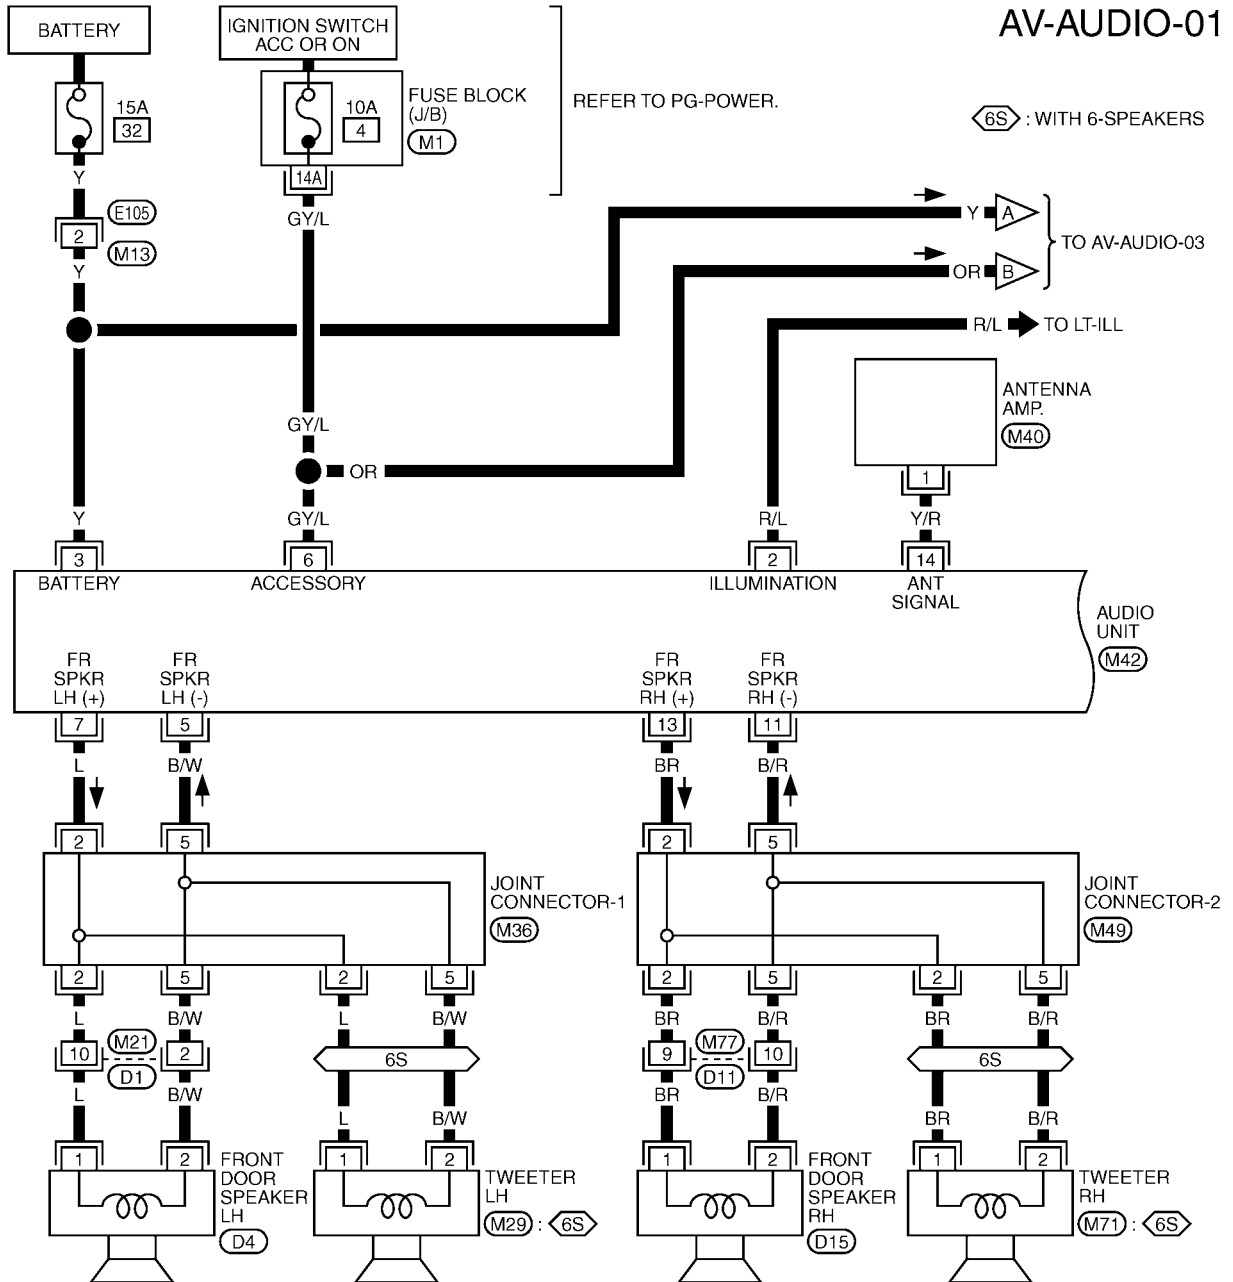 AV-AUDIO-01
BATTERY
IGNITION SWITCH
ACC OR ON
15A
32
10A
4
FUSE BLOCK
(J/B)
M1
REFER TO PG-POWER.
6S : WITH 6-SPEAKERS
14A
Y
GY/L
E105
2
M13
Y
Y A
OR B
TO AV-AUDIO-03
R/L TO LT-ILL
ANTENNA
AMP.
M40
1
GY/L
OR
Y
GY/L
R/L
Y/R
3
6
2
14
BATTERY
ACCESSORY
ILLUMINATION
ANT
SIGNAL
AUDIO
UNIT
M42
FR
SPKR
LH (+)
FR
SPKR
LH (-)
FR
SPKR
RH (+)
FR
SPKR
RH (-)
7
5
13
11
L
B/W
BR
B/R
2
5
2
5
JOINT
CONNECTOR-1
M36
JOINT
CONNECTOR-2
M49
2
5
2
5
2
5
2
5
L
B/W
L
B/W
BR
B/R
BR
B/R
10
M21
D1
2
6S
9
M77
D11
10
6S
L
B/W
BR
B/R
L
B/W
BR
B/R
1
2
1
2
1
2
1
2
FRONT
DOOR
SPEAKER
LH
D4
TWEETER
LH
M29 : 6S
FRONT
DOOR
SPEAKER
RH
D15
TWEETER
RH
M71 : 6S